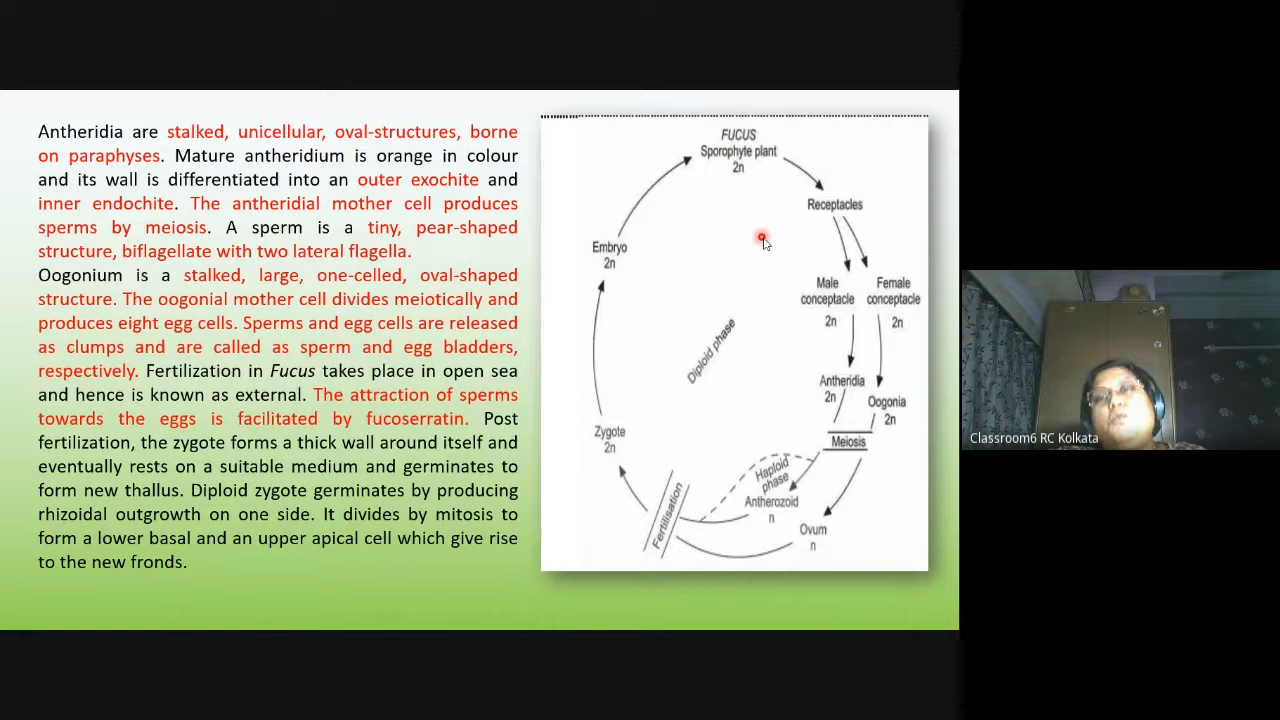 Antheridia are stalked, unicellular, oval-structures, borne
on paraphyses. Mature antheridium is orange in colour
and its wall is differentiated into an outer exochite and
inner endochite. The antheridial mother cell produces
sperms by meiosis. A sperm is a tiny, pear-shaped
structure, biflagellate with two lateral flagella.
Oogonium is a stalked, large, one-celled, oval-shaped
structure. The oogonial mother cell divides meiotically and
produces eight egg cells. Sperms and egg cells are released
as clumps and are called as sperm and egg bladders,
respectively. Fertilization in Fucus takes place in open sea
and hence is known as external. The attraction of sperms
towards the eggs is facilitated by fucoserratin. Post
fertilization, the zygote forms a thick wall around itself and
eventually rests on a suitable medium and germinates to
form new thallus. Diploid zygote germinates by producing
rhizoidal outgrowth on one side. It divides by mitosis to
form a lower basal and an upper apical cell which give rise
to the new fronds.
FUCUS
Sporophyte plant
2n
Receptacles
Male
conceptacle
2n
Female
conceptacle
2n
Antheridia
2n
Oogonia
2n
Meiosis
Haploid
phase
Antherozoid
n
Ovum
n
Fertilisation
Zygote
2n
Embryo
2n
Diploid phase
Classroom6 RC Kolkata